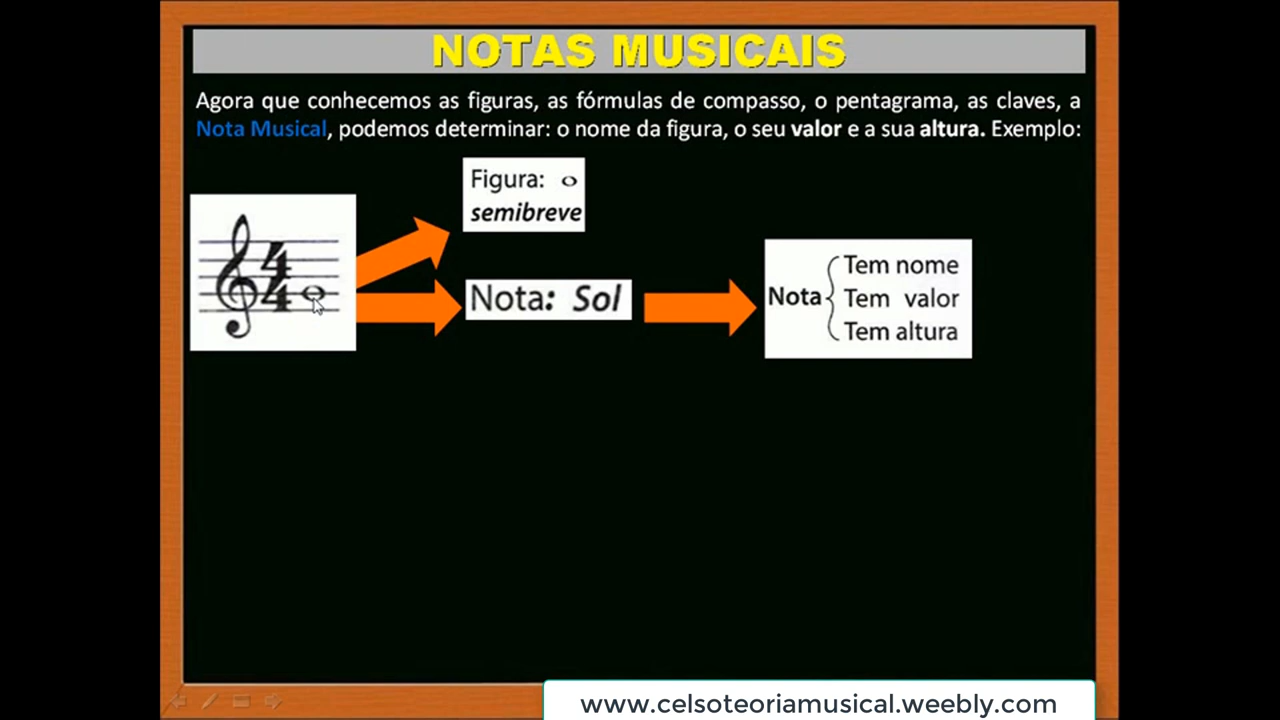 NOTAS MUSICAIS
Agora que conhecemos as figuras, as fórmulas de compasso, o pentagrama, as claves, a
Nota Musical, podemos determinar: o nome da figura, o seu valor e a sua altura. Exemplo:
Figura:
semibreve
4
4
Nota: Sol
Nota
Tem nome
Tem valor
Tem altura
www.celsoteoriamusical.weebly.com